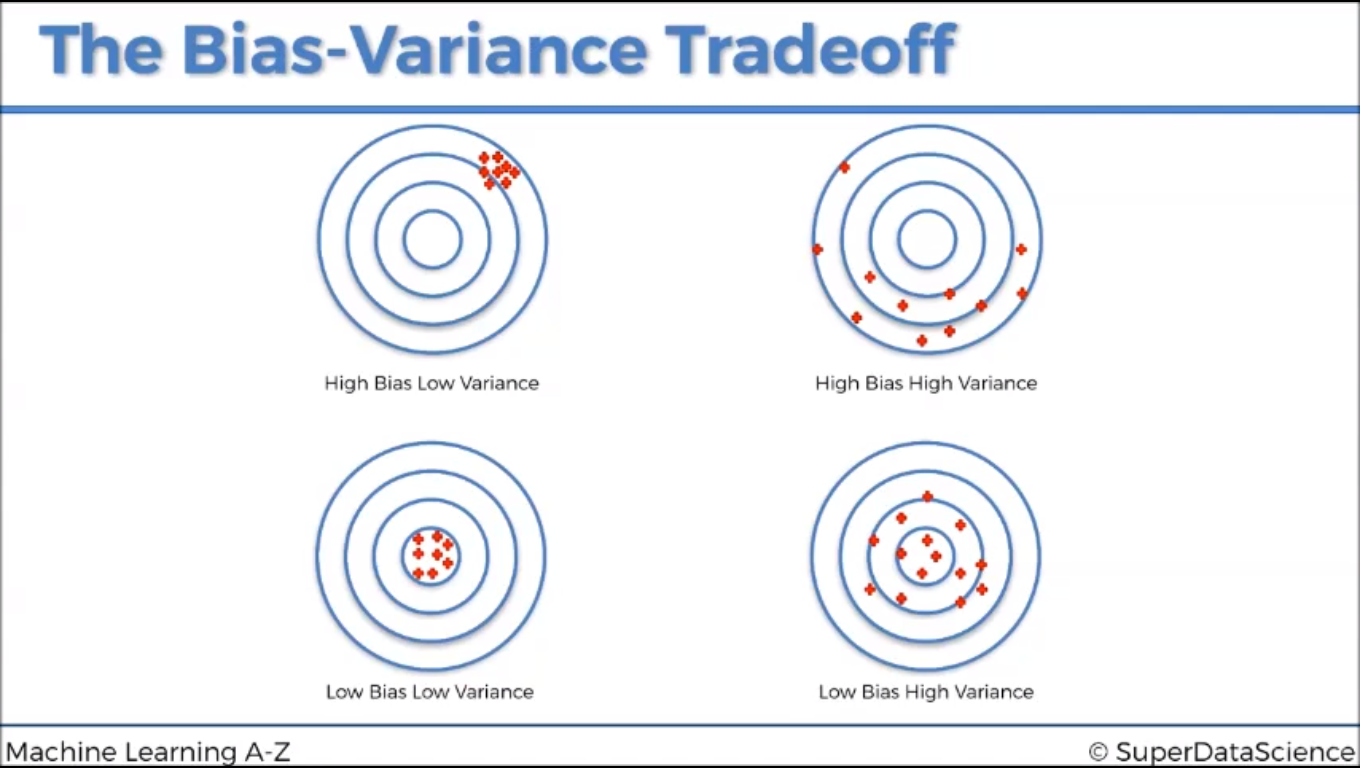 The Bias-Variance Tradeoff
High Bias Low Variance
High Bias High Variance
Low Bias Low Variance
Low Bias High Variance
Machine Learning A-Z
© SuperDataScience